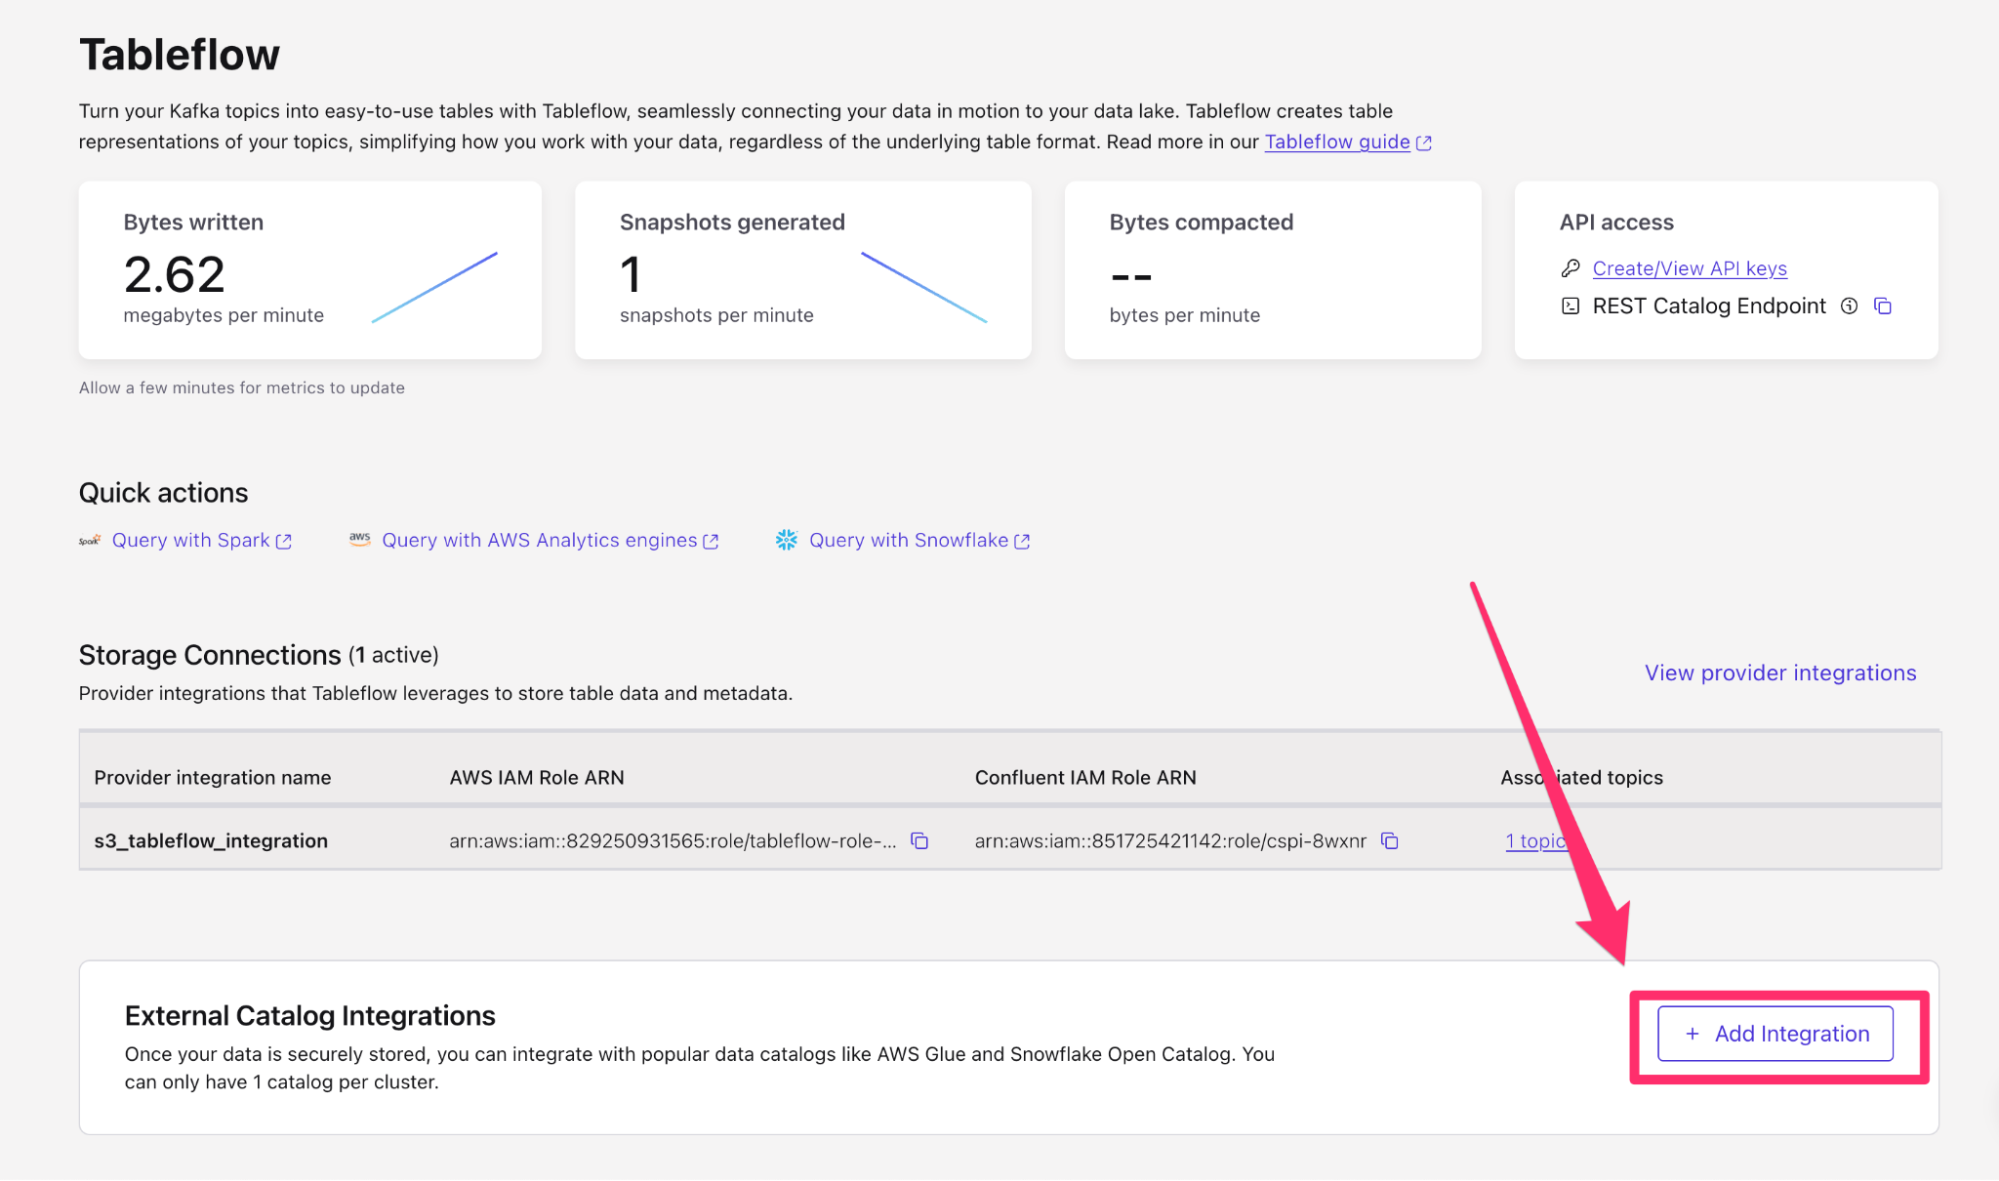 Tableflow
Turn your Kafka topics into easy-to-use tables with Tableflow, seamlessly connecting your data in motion to your data lake. Tableflow creates table
representations of your topics, simplifying how you work with your data, regardless of the underlying table format. Read more in our Tableflow guide
Bytes written
2.62
megabytes per minute
Snapshots generated
1
snapshots per minute
Bytes compacted
--
bytes per minute
API access
Create/View API keys
REST Catalog Endpoint
Allow a few minutes for metrics to update
Quick actions
Spark Query with Spark
aws Query with AWS Analytics engines
Query with Snowflake
Storage Connections (1 active)
Provider integrations that Tableflow leverages to store table data and metadata.
View provider integrations
Provider integration name AWS IAM Role ARN Confluent IAM Role ARN Associated topics
s3_tableflow_integration arn:aws:iam::829250931565:role/tableflow-role-... arn:aws:iam::851725421142:role/cspi-8wxnr 1 topic
External Catalog Integrations
Once your data is securely stored, you can integrate with popular data catalogs like AWS Glue and Snowflake Open Catalog. You
can only have 1 catalog per cluster.
+ Add Integration